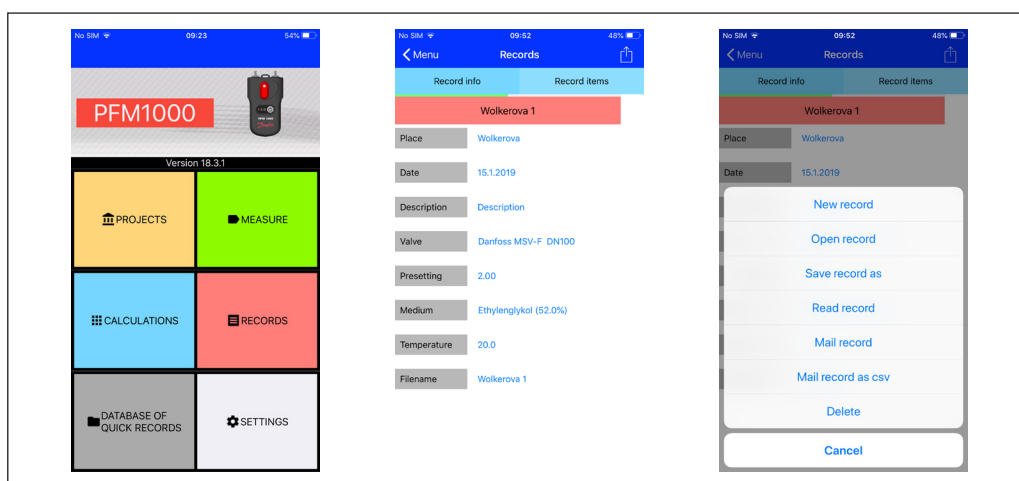 No SIM 09:23 54%
PFM1000
PFM 1000
Danfoss
Version 18.3.1
PROJECTS
MEASURE
CALCULATIONS
RECORDS
DATABASE OF
QUICK RECORDS
SETTINGS
No SIM 09:52 48%
Menu Records
Record info Record items
Wolkerova 1
Place Wolkerova
Date 15.1.2019
Description Description
Valve Danfoss MSV-F DN100
Presetting 2.00
Medium Ethylenglykol (52.0%)
Temperature 20.0
Filename Wolkerova 1
No SIM 09:52 48%
Menu Records
Record info Record items
Wolkerova 1
Place Wolkerova
Date 15.1.2019
New record
Open record
Save record as
Read record
Mail record
Mail record as csv
Delete
Cancel